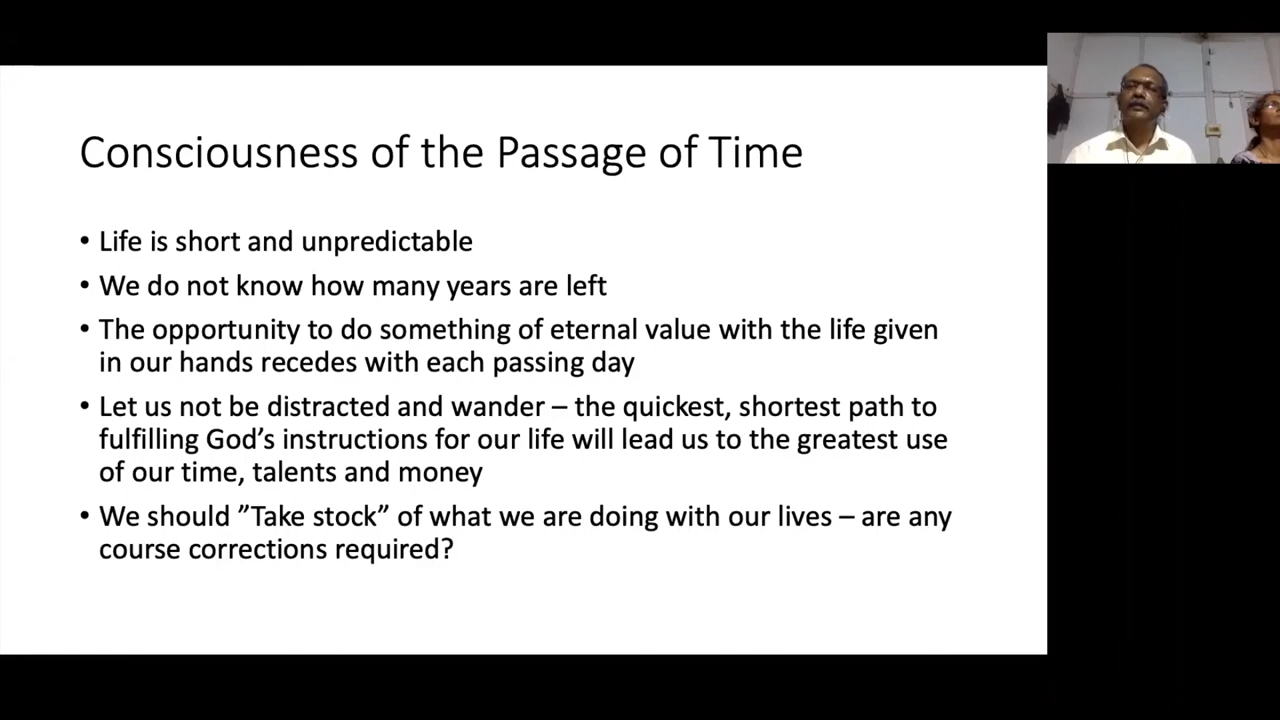 Consciousness of the Passage of Time
• Life is short and unpredictable
• We do not know how many years are left
• The opportunity to do something of eternal value with the life given
in our hands recedes with each passing day
• Let us not be distracted and wander – the quickest, shortest path to
fulfilling God’s instructions for our life will lead us to the greatest use
of our time, talents and money
• We should ”Take stock” of what we are doing with our lives – are any
course corrections required?